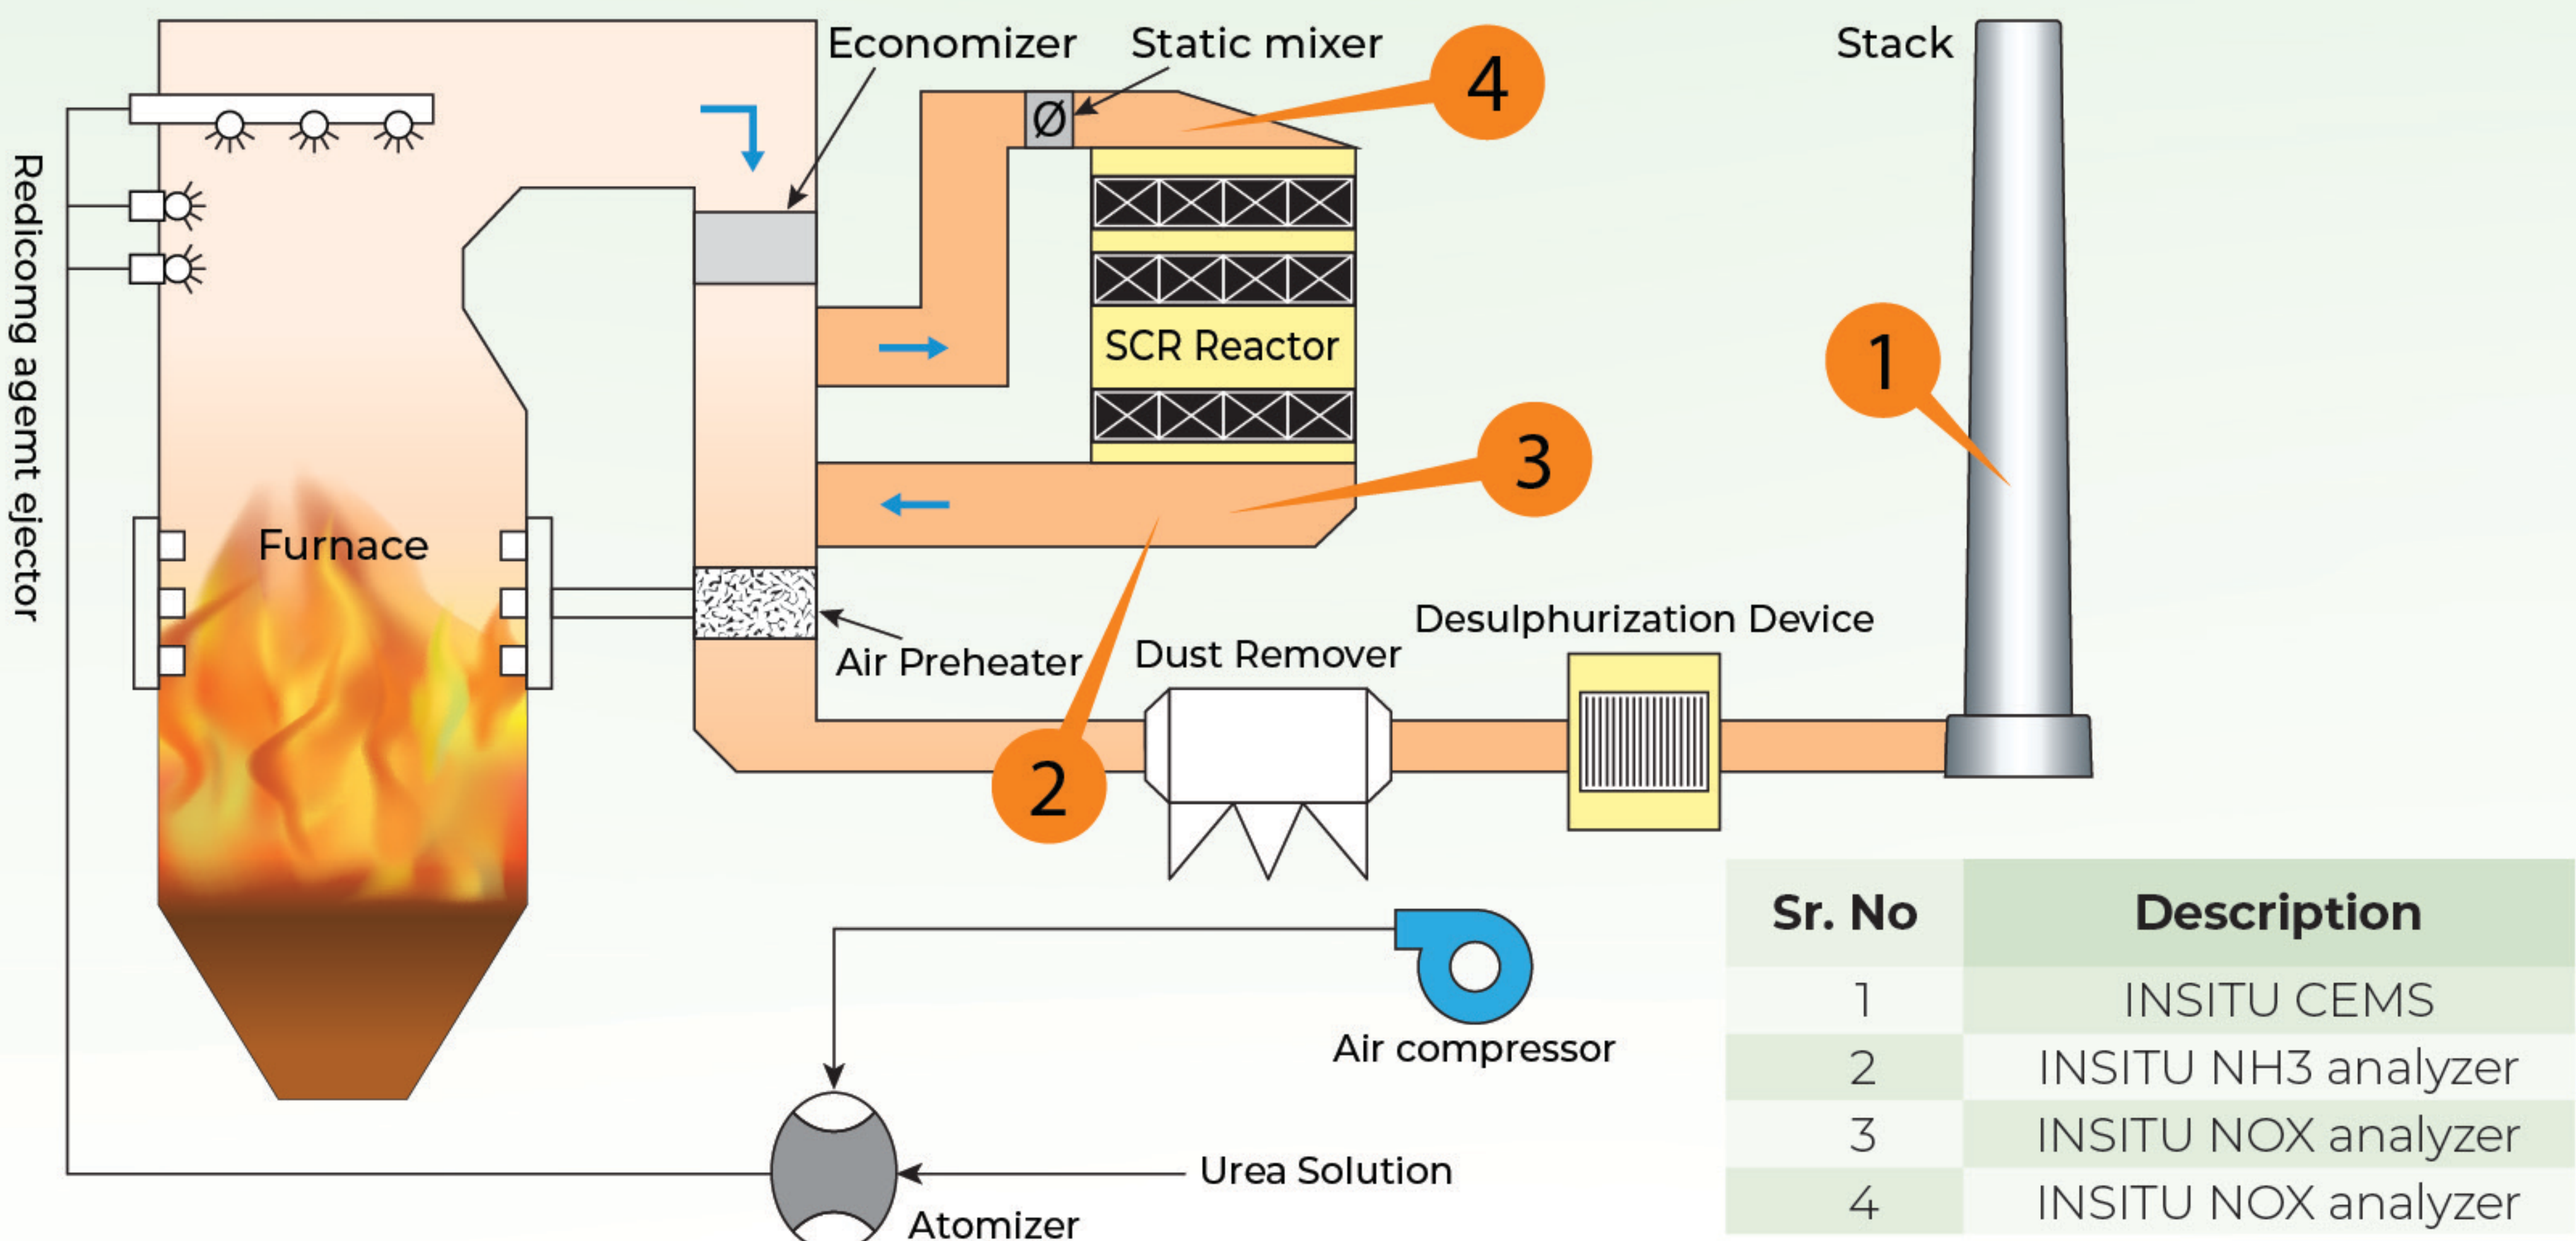 Economizer
Static mixer
4
Stack
Ø
Redicomg agemt ejector
SCR Reactor
1
3
Furnace
Air Preheater
Dust Remover
Desulphurization Device
2
Air compressor
Urea Solution
Atomizer
Sr. No Description
1 INSITU CEMS
2 INSITU NH3 analyzer
3 INSITU NOX analyzer
4 INSITU NOX analyzer